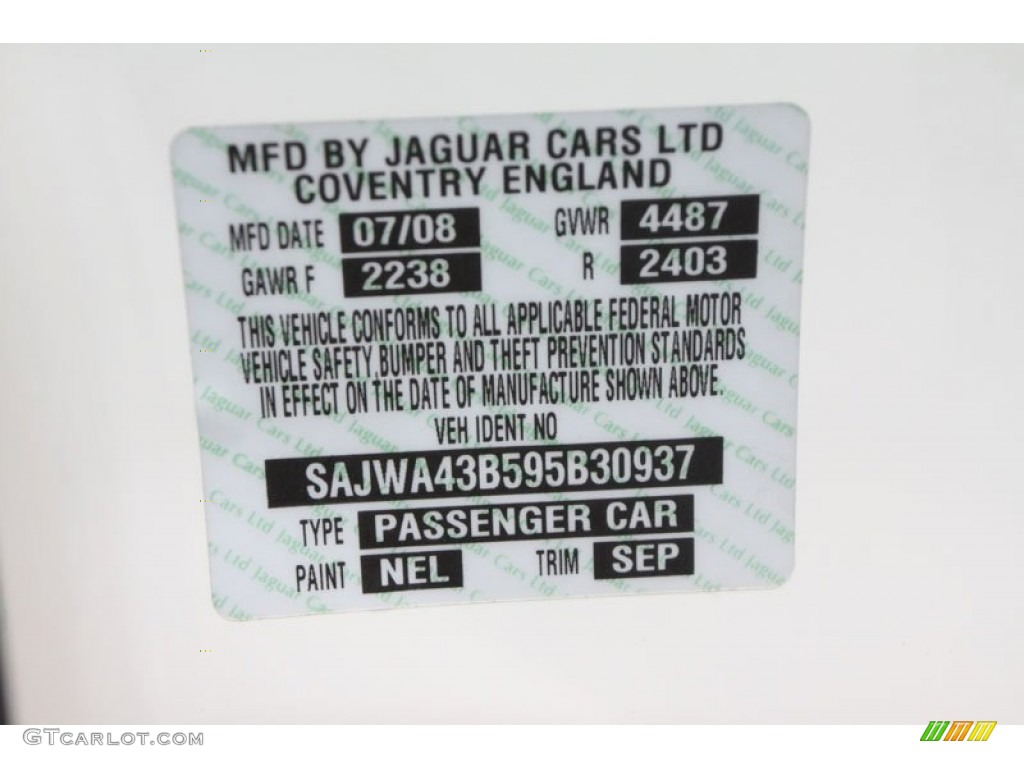 MFD BY JAGUAR CARS LTD
COVENTRY ENGLAND
MFD DATE 07/08 GVWR 4487
GAWR F 2238 R 2403
THIS VEHICLE CONFORMS TO ALL APPLICABLE FEDERAL MOTOR
VEHICLE SAFETY, BUMPER AND THEFT PREVENTION STANDARDS
IN EFFECT ON THE DATE OF MANUFACTURE SHOWN ABOVE.
VEH IDENT NO
SAJWA43B595B30937
TYPE PASSENGER CAR
PAINT NEL TRIM SEP
GTCARLOT.COM